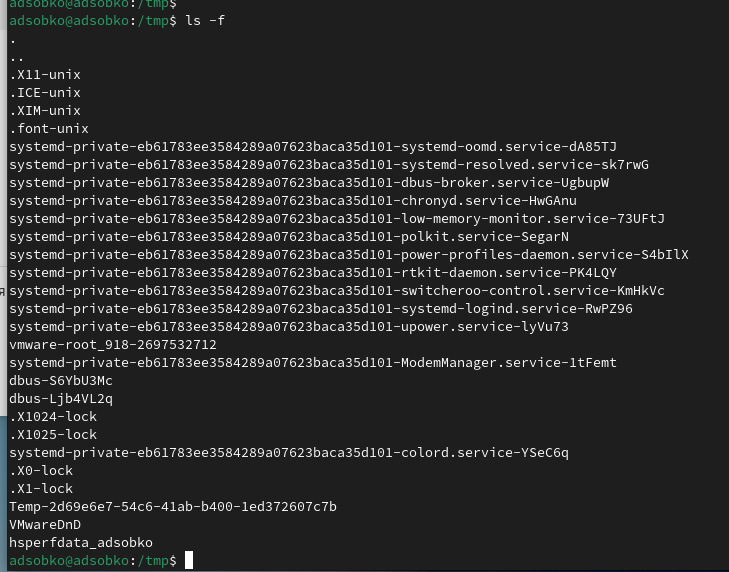 adsobko@adsobko:/tmp$
adsobko@adsobko:/tmp$ ls -f
.
..
.X11-unix
.ICE-unix
.XIM-unix
.font-unix
systemd-private-eb61783ee3584289a07623baca35d101-systemd-oomd.service-dA85TJ
systemd-private-eb61783ee3584289a07623baca35d101-systemd-resolved.service-sk7rwG
systemd-private-eb61783ee3584289a07623baca35d101-dbus-broker.service-UgbupW
systemd-private-eb61783ee3584289a07623baca35d101-chronyd.service-HwGAnu
systemd-private-eb61783ee3584289a07623baca35d101-low-memory-monitor.service-73UFtJ
systemd-private-eb61783ee3584289a07623baca35d101-polkit.service-SegarN
systemd-private-eb61783ee3584289a07623baca35d101-power-profiles-daemon.service-S4bIlX
systemd-private-eb61783ee3584289a07623baca35d101-rtkit-daemon.service-PK4LQY
я
systemd-private-eb61783ee3584289a07623baca35d101-switcheroo-control.service-KmHkVc
systemd-private-eb61783ee3584289a07623baca35d101-systemd-logind.service-RwPZ96
systemd-private-eb61783ee3584289a07623baca35d101-upower.service-lyVu73
vmware-root_918-2697532712
systemd-private-eb61783ee3584289a07623baca35d101-ModemManager.service-1tFemt
dbus-S6YbU3Mc
dbus-Ljb4VL2q
.X1024-lock
.X1025-lock
systemd-private-eb61783ee3584289a07623baca35d101-colord.service-YSeC6q
.X0-lock
.X1-lock
Temp-2d69e6e7-54c6-41ab-b400-1ed372607c7b
VMwareDnD
hsperfdata_adsobko
adsobko@adsobko:/tmp$